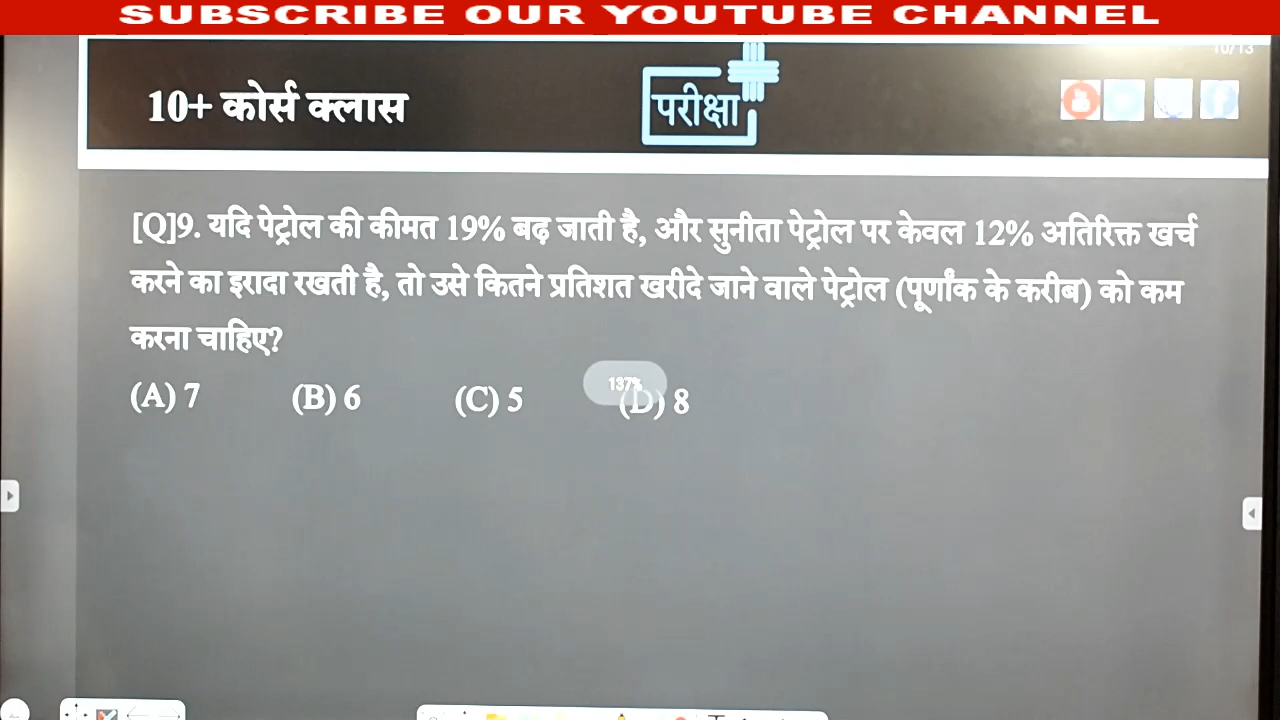 SUBSCRIBE OUR YOUTUBE CHANNEL
10/13
10+ कोर्स क्लास
परीक्षा
[Q]9. यदि पेट्रोल की कीमत 19% बढ़ जाती है, और सुनीता पेट्रोल पर केवल 12% अतिरिक्त खर्च
करने का इरादा रखती है, तो उसे कितने प्रतिशत खरीदे जाने वाले पेट्रोल (पूर्णांक के करीब) को कम
करना चाहिए?
137%
(A) 7 (B) 6 (C) 5 (D) 8